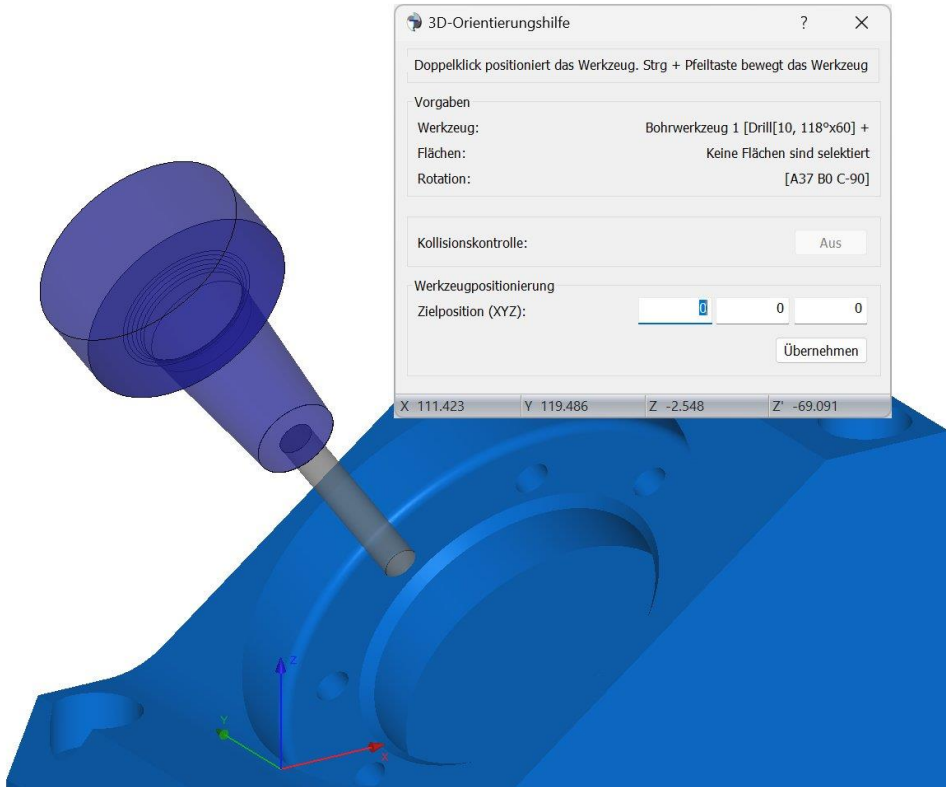 3D-Orientierungshilfe ?
Doppelklick positioniert das Werkzeug. Strg + Pfeiltaste bewegt das Werkzeug
Vorgaben
Werkzeug: Bohrwerkzeug 1 [Drill[10, 118°x60] +
Flächen: Keine Flächen sind selektiert
Rotation: [A37 B0 C-90]
Kollisionskontrolle: Aus
Werkzeugpositionierung
Zielposition (XYZ): 0 0 0
Übernehmen
X 111.423 Y 119.486 Z -2.548 Z' -69.091
Z
Y
X